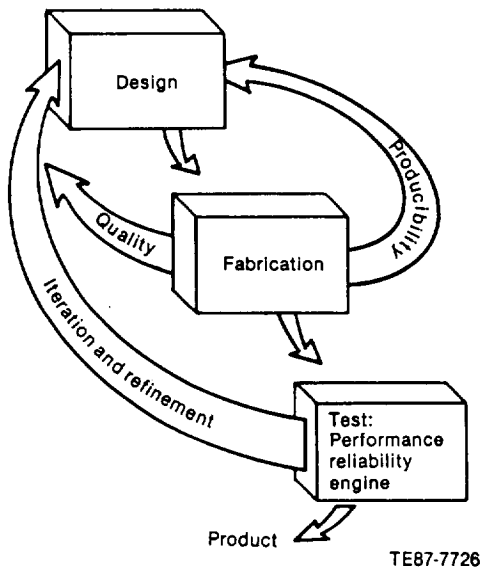 Design
Producibility
Quality
Fabrication
Iteration and refinement
Test:
Performance
reliability
engine
Product
TE87-7726